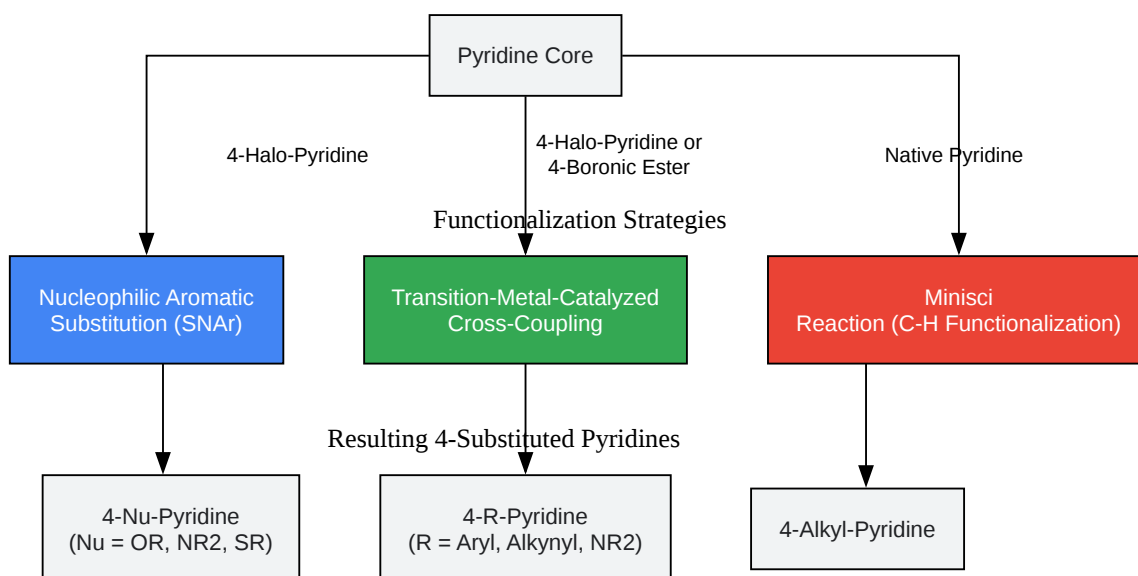 Pyridine Core
4-Halo-Pyridine
4-Halo-Pyridine or
4-Boronic Ester
Native Pyridine
Functionalization Strategies
Nucleophilic Aromatic
Substitution (SNAr)
Transition-Metal-Catalyzed
Cross-Coupling
Minisci
Reaction (C-H Functionalization)
Resulting 4-Substituted Pyridines
4-Nu-Pyridine
(Nu = OR, NR2, SR)
4-R-Pyridine
(R = Aryl, Alkynyl, NR2)
4-Alkyl-Pyridine